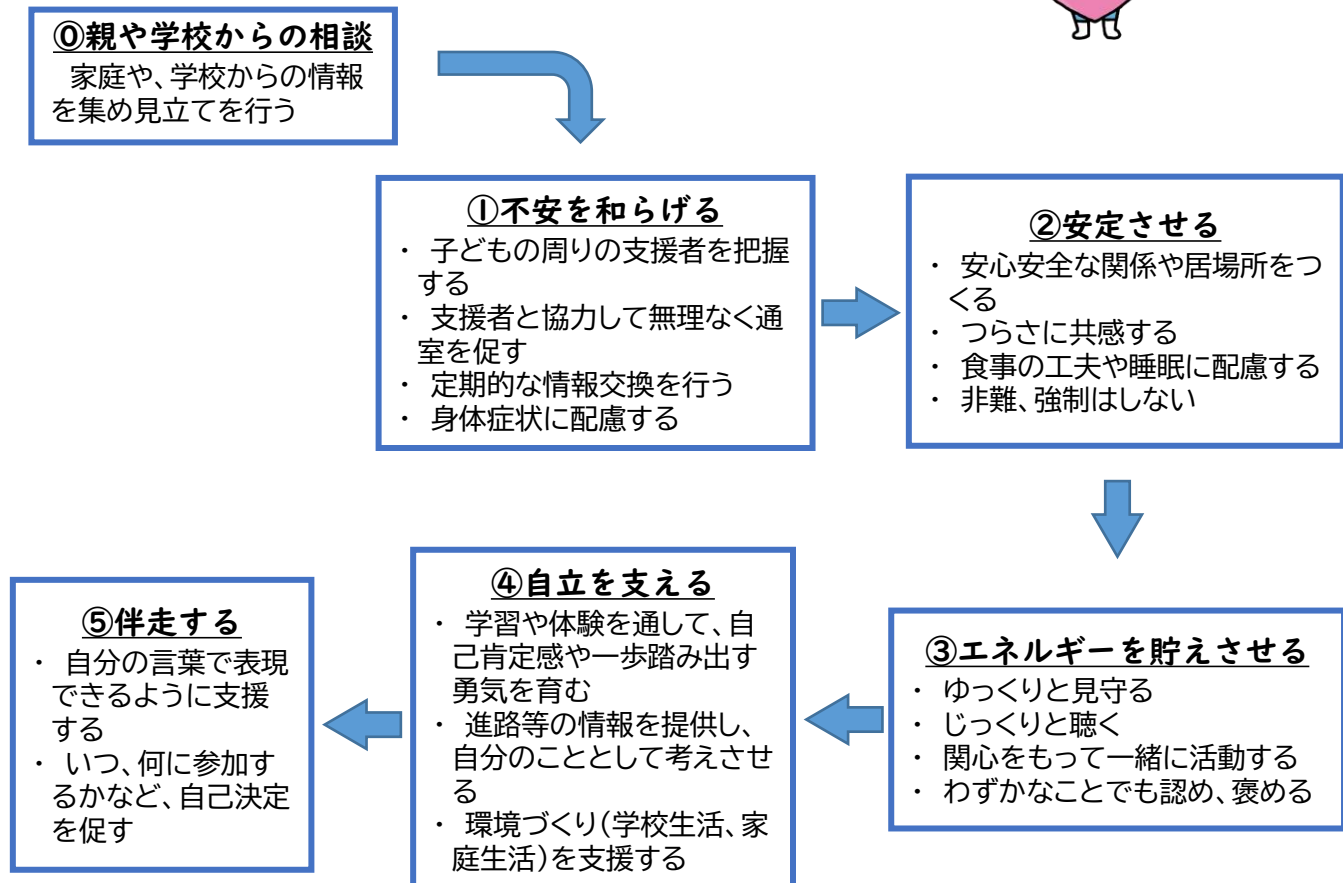 ⓪親や学校からの相談
家庭や、学校からの情報
を集め見立てを行う
①不安を和らげる
・ 子どもの周りの支援者を把握
する
・ 支援者と協力して無理なく通
室を促す
・ 定期的な情報交換を行う
・ 身体症状に配慮する
②安定させる
・ 安心安全な関係や居場所をつ
くる
・ つらさに共感する
・ 食事の工夫や睡眠に配慮する
・ 非難、強制はしない
③エネルギーを貯えさせる
・ ゆっくりと見守る
・ じっくりと聴く
・ 関心をもって一緒に活動する
・ わずかなことでも認め、褒める
④自立を支える
・ 学習や体験を通して、自
己肯定感や一歩踏み出す
勇気を育む
・ 進路等の情報を提供し、
自分のこととして考えさせ
る
・ 環境づくり(学校生活、家
庭生活)を支援する
⑤伴走する
・ 自分の言葉で表現
できるように支援
する
・ いつ、何に参加す
るかなど、自己決定
を促す